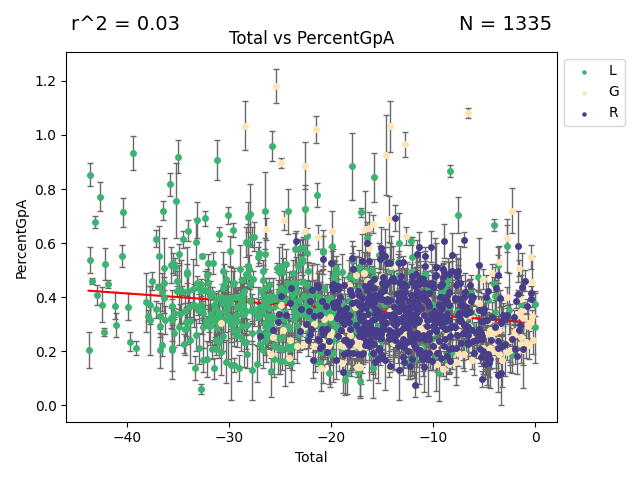 r^2 = 0.03
N = 1335
Total vs PercentGpA
L
G
R
PercentGpA
1.2
1.0
0.8
0.6
0.4
0.2
0.0
−40
−30
−20
−10
0
Total